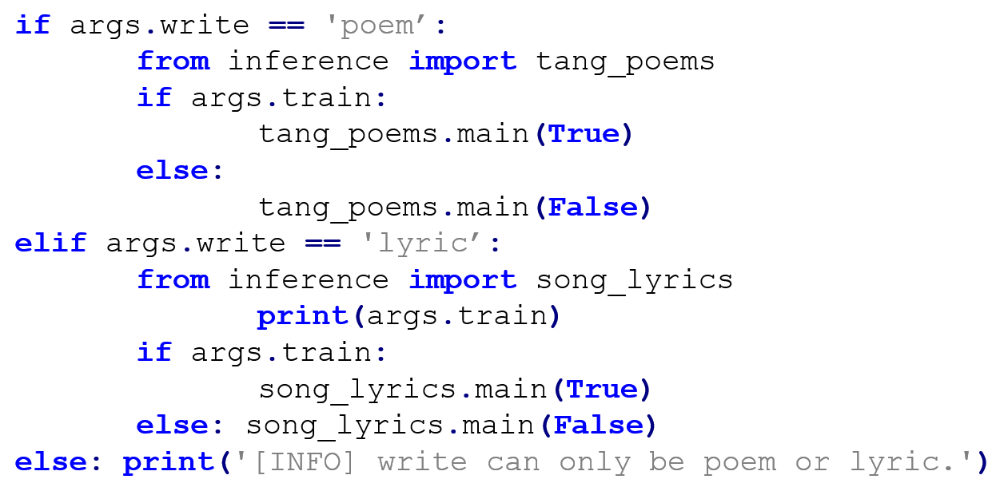 if args.write == 'poem’:
        from inference import tang_poems
        if args.train:
                tang_poems.main(True)
        else:
                tang_poems.main(False)
elif args.write == 'lyric’:
        from inference import song_lyrics
                print(args.train)
        if args.train:
                song_lyrics.main(True)
        else: song_lyrics.main(False)
else: print('[INFO] write can only be poem or lyric.')